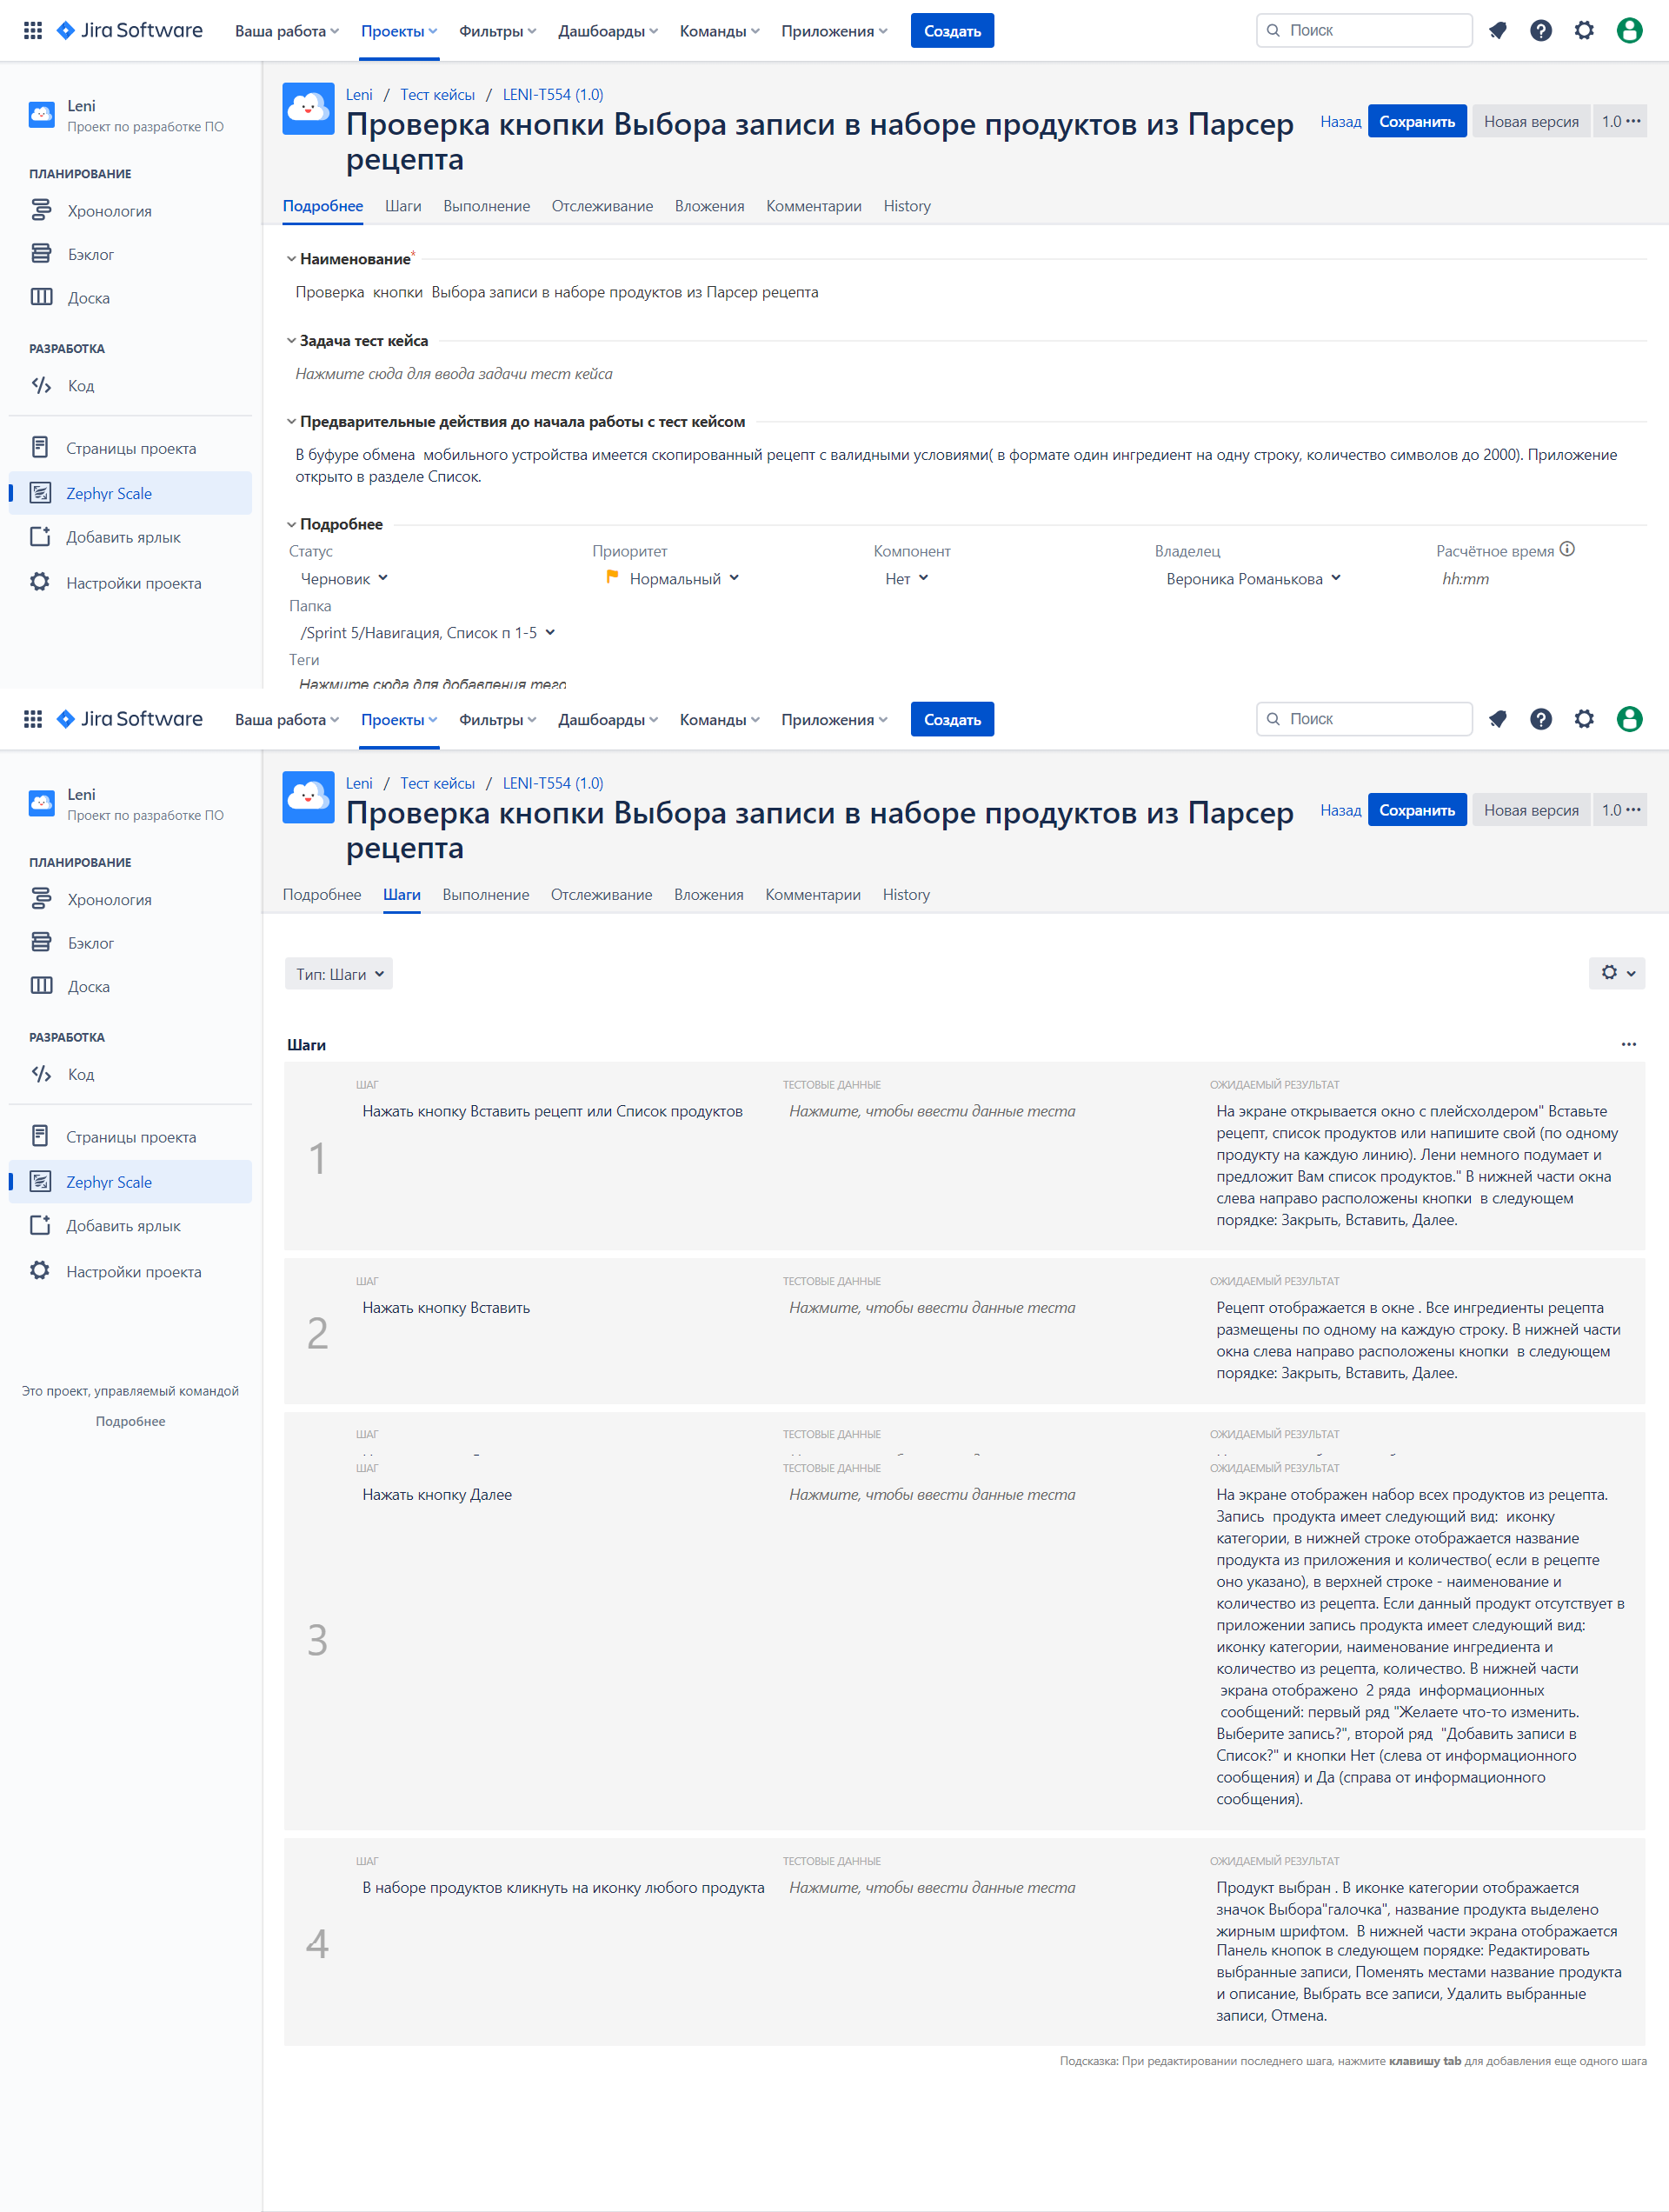 Jira Software
Ваша работа
Проекты
Фильтры
Дашборды
Команды
Приложения
Создать
Поиск
Leni
Проект по разработке ПО
ПЛАНИРОВАНИЕ
Хронология
Бэклог
Доска
РАЗРАБОТКА
Код
Страницы проекта
Zephyr Scale
Добавить ярлык
Настройки проекта
Leni / Тест кейсы / LENI-T554 (1.0)
Проверка кнопки Выбора записи в наборе продуктов из Парсер
рецепта
Назад
Сохранить
Новая версия
1.0 •••
Подробнее
Шаги
Выполнение
Отслеживание
Вложения
Комментарии
History
Наименование*
Проверка кнопки Выбора записи в наборе продуктов из Парсер рецепта
Задача тест кейса
Нажмите сюда для ввода задачи тест кейса
Предварительные действия до начала работы с тест кейсом
В буфуре обмена мобильного устройства имеется скопированный рецепт с валидными условиями( в формате один ингредиент на одну строку, количество символов до 2000). Приложение
открыто в разделе Список.
Подробнее
Статус
Черновик
Приоритет
Нормальный
Компонент
Нет
Владелец
Вероника Романькова
Расчётное время
hh:mm
Папка
/Sprint 5/Навигация, Список п 1-5
Теги
Нажмите сюда для добавления тего
Jira Software
Ваша работа
Проекты
Фильтры
Дашборды
Команды
Приложения
Создать
Поиск
Leni
Проект по разработке ПО
ПЛАНИРОВАНИЕ
Хронология
Бэклог
Доска
РАЗРАБОТКА
Код
Страницы проекта
Zephyr Scale
Добавить ярлык
Настройки проекта
Это проект, управляемый командой
Подробнее
Leni / Тест кейсы / LENI-T554 (1.0)
Проверка кнопки Выбора записи в наборе продуктов из Парсер
рецепта
Назад
Сохранить
Новая версия
1.0 •••
Подробнее
Шаги
Выполнение
Отслеживание
Вложения
Комментарии
History
Тип: Шаги
Шаги
1
ШАГ
Нажать кнопку Вставить рецепт или Список продуктов
ТЕСТОВЫЕ ДАННЫЕ
Нажмите, чтобы ввести данные теста
ОЖИДАЕМЫЙ РЕЗУЛЬТАТ
На экране открывается окно с плейсхолдером" Вставьте
рецепт, список продуктов или напишите свой (по одному
продукту на каждую линию). Лени немного подумает и
предложит Вам список продуктов." В нижней части окна
слева направо расположены кнопки в следующем
порядке: Закрыть, Вставить, Далее.
2
ШАГ
Нажать кнопку Вставить
ТЕСТОВЫЕ ДАННЫЕ
Нажмите, чтобы ввести данные теста
ОЖИДАЕМЫЙ РЕЗУЛЬТАТ
Рецепт отображается в окне . Все ингредиенты рецепта
размещены по одному на каждую строку. В нижней части
окна слева направо расположены кнопки в следующем
порядке: Закрыть, Вставить, Далее.
ШАГ
ТЕСТОВЫЕ ДАННЫЕ
ОЖИДАЕМЫЙ РЕЗУЛЬТАТ
3
ШАГ
Нажать кнопку Далее
ТЕСТОВЫЕ ДАННЫЕ
Нажмите, чтобы ввести данные теста
ОЖИДАЕМЫЙ РЕЗУЛЬТАТ
На экране отображен набор всех продуктов из рецепта.
Запись продукта имеет следующий вид: иконку
категории, в нижней строке отображается название
продукта из приложения и количество( если в рецепте
оно указано), в верхней строке - наименование и
количество из рецепта. Если данный продукт отсутствует в
приложении запись продукта имеет следующий вид:
иконку категории, наименование ингредиента и
количество из рецепта, количество. В нижней части
экрана отображено 2 ряда информационных
сообщений: первый ряд "Желаете что-то изменить.
Выберите запись?", второй ряд "Добавить записи в
Список?" и кнопки Нет (слева от информационного
сообщения) и Да (справа от информационного
сообщения).
4
ШАГ
В наборе продуктов кликнуть на иконку любого продукта
ТЕСТОВЫЕ ДАННЫЕ
Нажмите, чтобы ввести данные теста
ОЖИДАЕМЫЙ РЕЗУЛЬТАТ
Продукт выбран . В иконке категории отображается
значок Выбора"галочка", название продукта выделено
жирным шрифтом. В нижней части экрана отображается
Панель кнопок в следующем порядке: Редактировать
выбранные записи, Поменять местами название продукта
и описание, Выбрать все записи, Удалить выбранные
записи, Отмена.
Подсказка: При редактировании последнего шага, нажмите клавишу tab для добавления еще одного шага